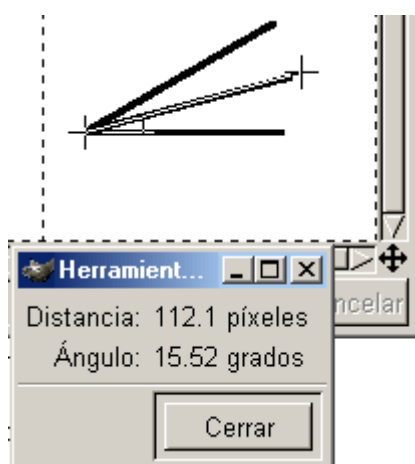 ncelar
Herramient...
Distancia: 112.1 píxeles
Ángulo: 15.52 grados
Cerrar